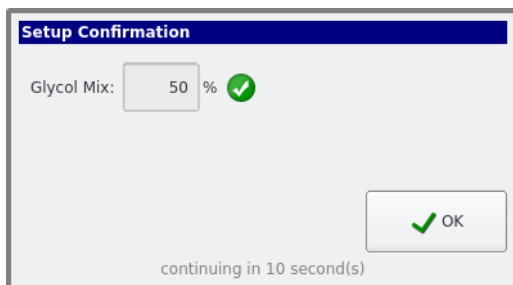 Setup Confirmation
Glycol Mix: 50 %
OK
continuing in 10 second(s)